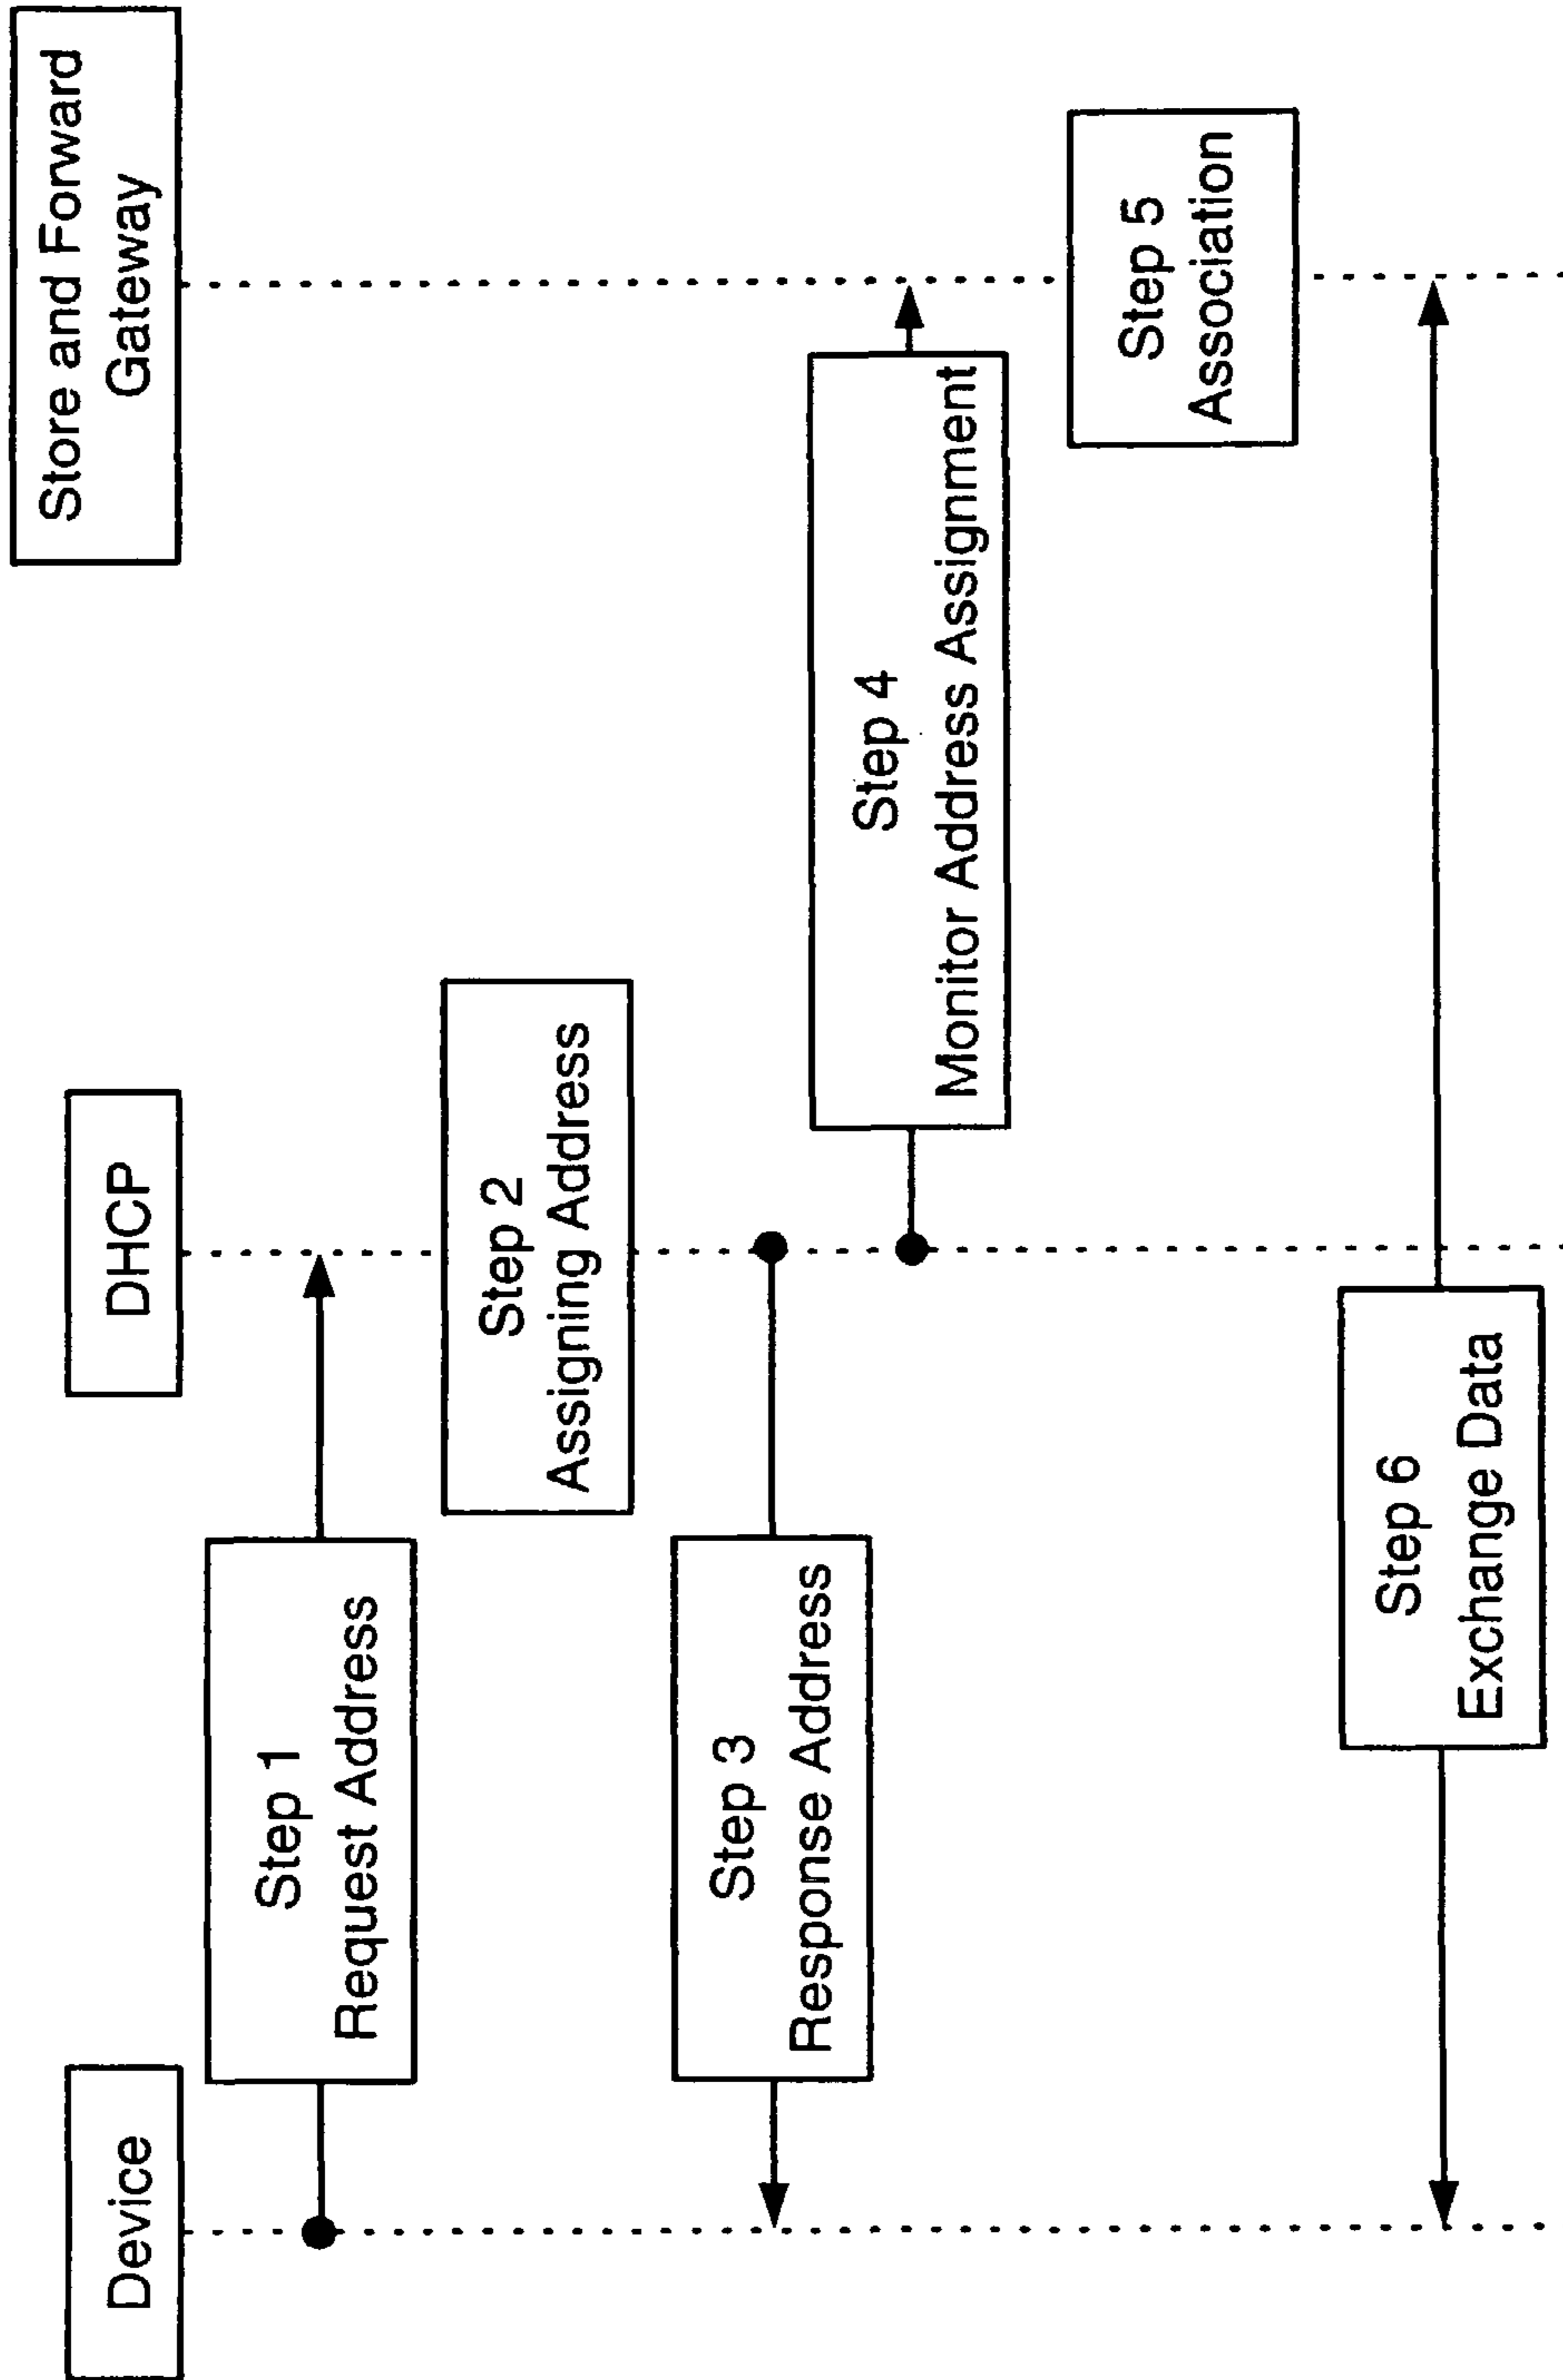 Device
DHCP
Store and Forward
Gateway
Step 1
Request Address
Step 2
Assigning Address
Step 3
Response Address
Step 4
Monitor Address Assignment
Step 5
Association
Step 6
Exchange Data